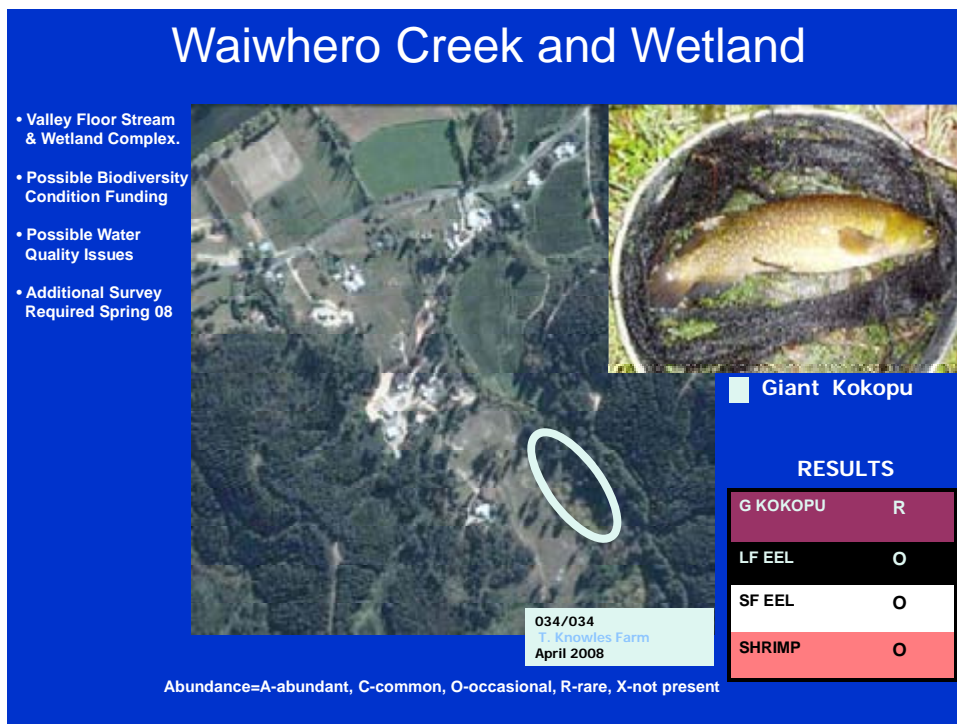 Waiwhero Creek and Wetland
• Valley Floor Stream
& Wetland Complex.
• Possible Biodiversity
Condition Funding
• Possible Water
Quality Issues
• Additional Survey
Required Spring 08
Giant Kokopu
RESULTS
G KOKOPU R
LF EEL O
SF EEL O
SHRIMP O
034/034
T. Knowles Farm
April 2008
Abundance=A-abundant, C-common, O-occasional, R-rare, X-not present